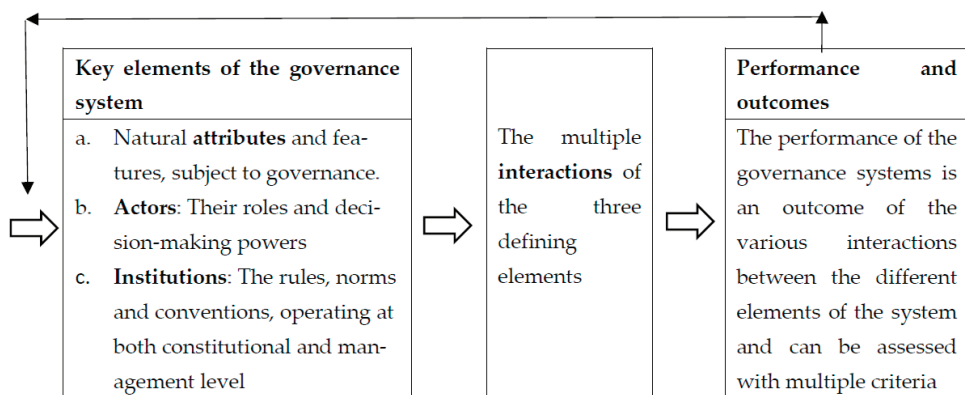 Key elements of the governance
system
a. Natural attributes and fea-
tures, subject to governance.
b. Actors: Their roles and deci-
sion-making powers
c. Institutions: The rules, norms
and conventions, operating at
both constitutional and man-
agement level
The multiple
interactions of
the three
defining
elements
Performance and
outcomes
The performance of the
governance systems is
an outcome of the
various interactions
between the different
elements of the system
and can be assessed
with multiple criteria